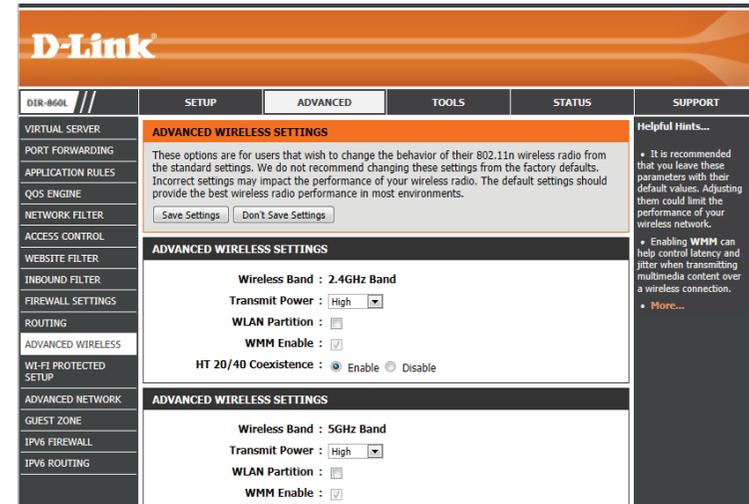 D-Link
DIR-860L
SETUP
ADVANCED
TOOLS
STATUS
SUPPORT
VIRTUAL SERVER
PORT FORWARDING
APPLICATION RULES
QOS ENGINE
NETWORK FILTER
ACCESS CONTROL
WEBSITE FILTER
INBOUND FILTER
FIREWALL SETTINGS
ROUTING
ADVANCED WIRELESS
WI-FI PROTECTED
SETUP
ADVANCED NETWORK
GUEST ZONE
IPV6 FIREWALL
IPV6 ROUTING
ADVANCED WIRELESS SETTINGS
These options are for users that wish to change the behavior of their 802.11n wireless radio from
the standard settings. We do not recommend changing these settings from the factory defaults.
Incorrect settings may impact the performance of your wireless radio. The default settings should
provide the best wireless radio performance in most environments.
Save Settings
Don't Save Settings
ADVANCED WIRELESS SETTINGS
Wireless Band : 2.4GHz Band
Transmit Power : High
WLAN Partition :
WMM Enable :
HT 20/40 Coexistence : Enable Disable
ADVANCED WIRELESS SETTINGS
Wireless Band : 5GHz Band
Transmit Power : High
WLAN Partition :
WMM Enable :
Helpful Hints...
• It is recommended
that you leave these
parameters with their
default values. Adjusting
them could limit the
performance of your
wireless network.
• Enabling WMM can
help control latency and
jitter when transmitting
multimedia content over
a wireless connection.
• More...